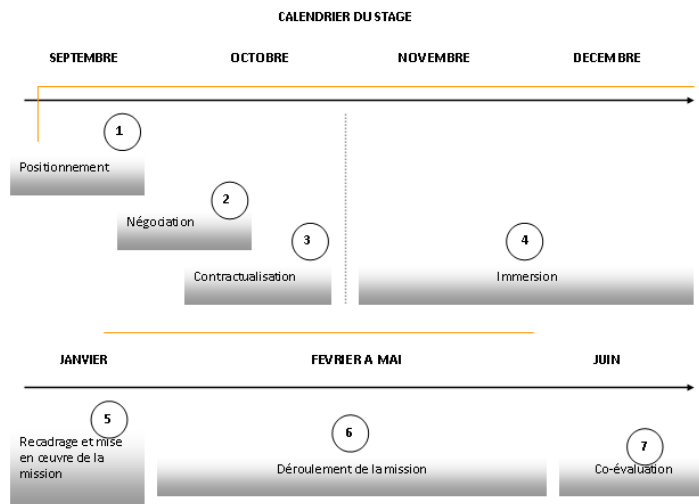 CALENDRIER DU STAGE
SEPTEMBRE OCTOBRE NOVEMBRE DECEMBRE
1
Positionnement
2
Négociation
3
Contractualisation
4
Immersion
JANVIER FEVRIER A MAI JUIN
5
Recadrage et mise
en œuvre de la
mission
6
Déroulement de la mission
7
Co-évaluation